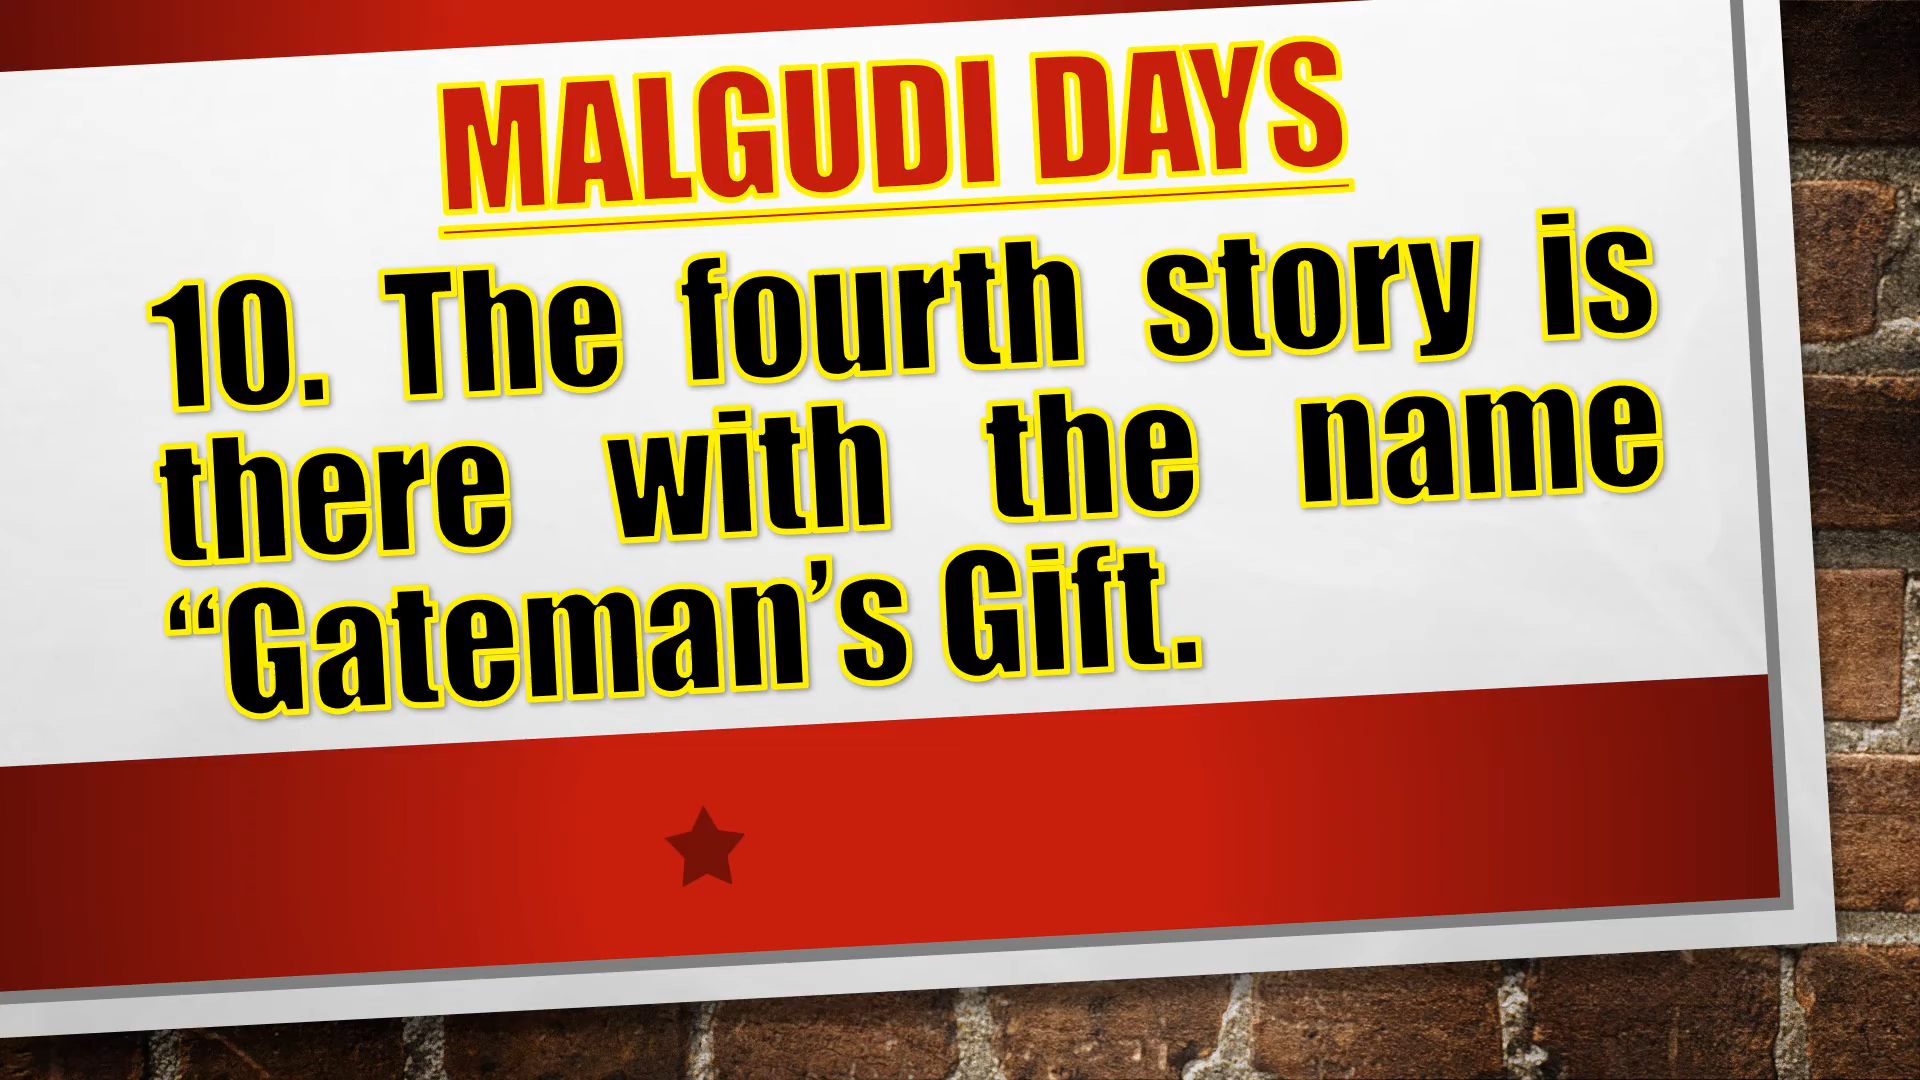 MALGUDI DAYS
10. The fourth story is
there with the name
“Gateman’s Gift.